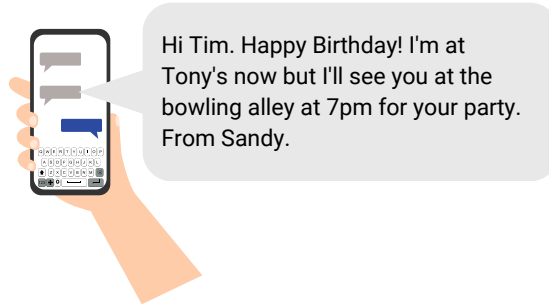 Hi Tim. Happy Birthday! I'm at
Tony's now but I'll see you at the
bowling alley at 7pm for your party.
From Sandy.
Q W E R T Y U I O P
A S D F G H J K L
Z X C V B N M